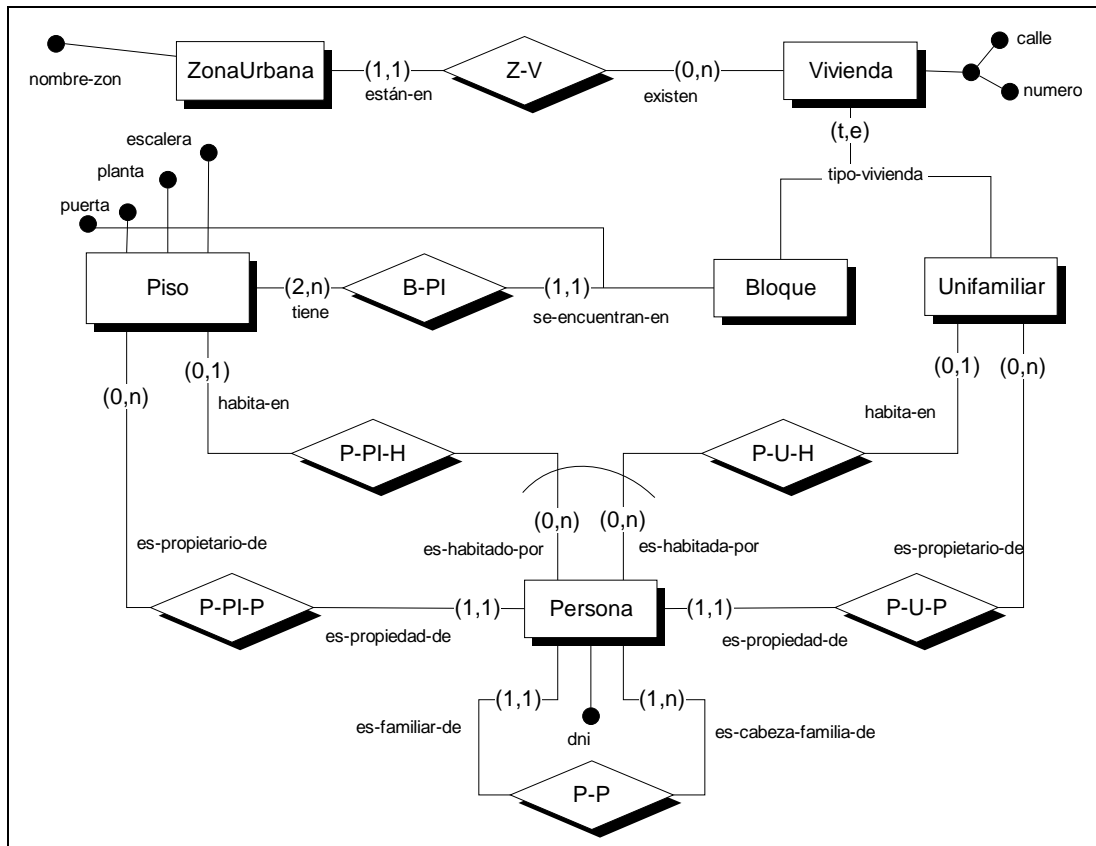 ZonaUrbana
(1,1)
Z-V
(0,n)
Vivienda
calle
numero
nombre-zon
están-en
existen
(t,e)
tipo-vivienda
escalera
planta
puerta
Piso
(2,n)
tiene
B-PI
(1,1)
se-encuentran-en
Bloque
Unifamiliar
(0,n)
(0,1)
habita-en
P-PI-H
P-U-H
habita-en
(0,1)
(0,n)
(0,n)
(0,n)
es-propietario-de
es-habitado-por
es-habitada-por
es-propietario-de
P-PI-P
(1,1)
es-propiedad-de
Persona
(1,1)
es-propiedad-de
P-U-P
(1,1)
(1,n)
es-familiar-de
dni
es-cabeza-familia-de
P-P